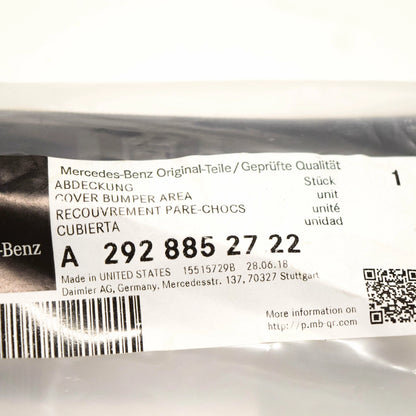 Mercedes-Benz Original-Teile/Geprüfte Qualität
ABDECKUNG Stück 1
COVER BUMPER AREA unit
RECOUVREMENT PARE-CHOCS unité
CUBIERTA unidad
-Benz
A 292 885 27 22
Made in UNITED STATES 15515729B 28.06.18
Daimler AG, Germany, Mercedesstr. 137, 70327 Stuttgart
More information on
http://p.mb-qr.com